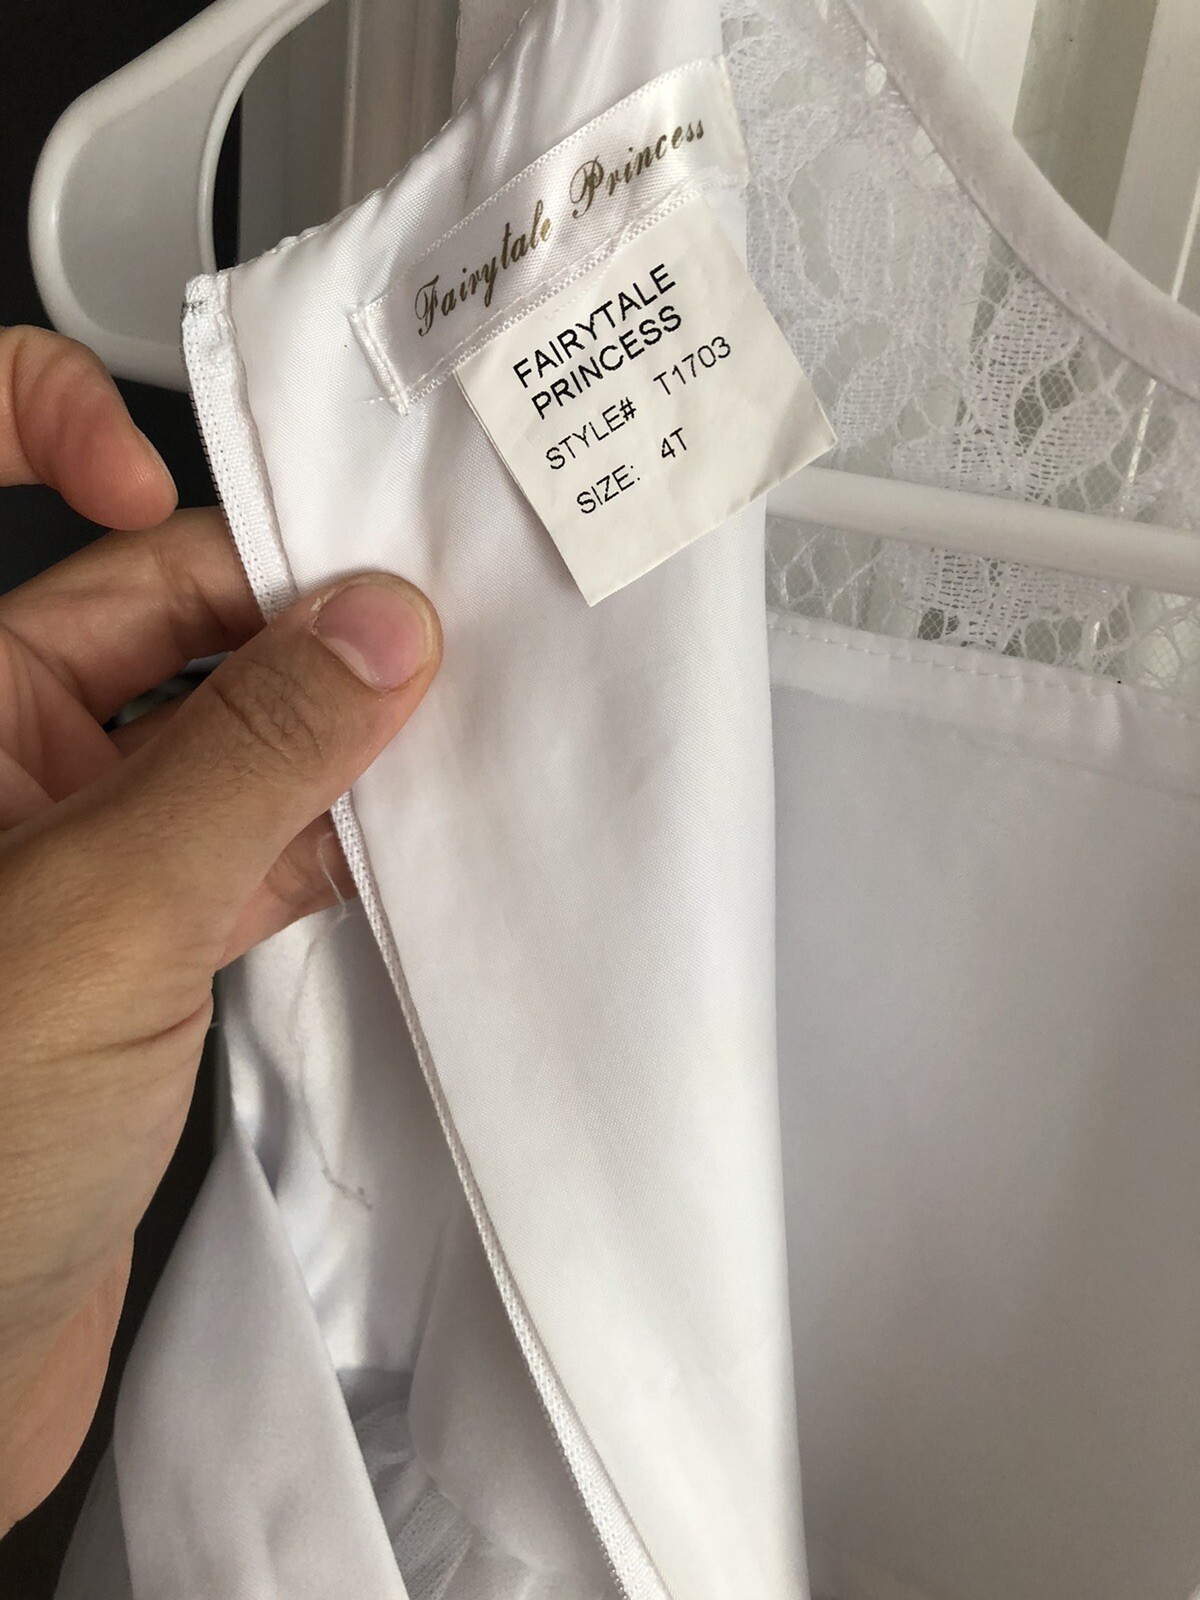 Fairytale Princess
FAIRYTALE
PRINCESS
STYLE# T1703
SIZE: 4T